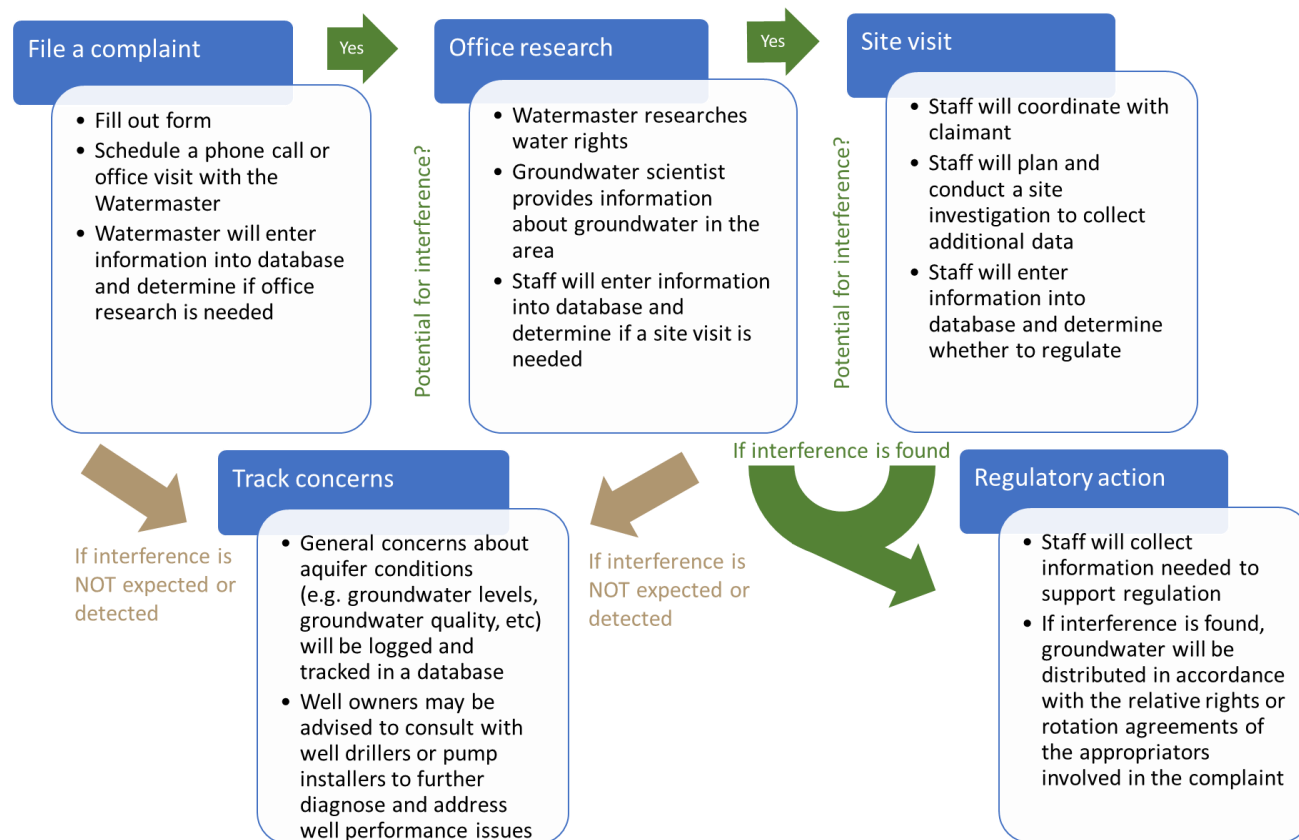 File a complaint
Yes
Office research
Yes
Site visit
• Fill out form
• Schedule a phone call or
office visit with the
Watermaster
• Watermaster will enter
information into database
and determine if office
research is needed
Potential for interference?
• Watermaster researches
water rights
• Groundwater scientist
provides information
about groundwater in the
area
• Staff will enter information
into database and
determine if a site visit is
needed
Potential for interference?
• Staff will coordinate with
claimant
• Staff will plan and
conduct a site
investigation to collect
additional data
• Staff will enter
information into
database and determine
whether to regulate
If interference is
NOT expected or
detected
Track concerns
• General concerns about
aquifer conditions
(e.g. groundwater levels,
groundwater quality, etc)
will be logged and
tracked in a database
• Well owners may be
advised to consult with
well drillers or pump
installers to further
diagnose and address
well performance issues
If interference is
NOT expected or
detected
If interference is found
Regulatory action
• Staff will collect
information needed to
support regulation
• If interference is found,
groundwater will be
distributed in accordance
with the relative rights or
rotation agreements of
the appropriators
involved in the complaint